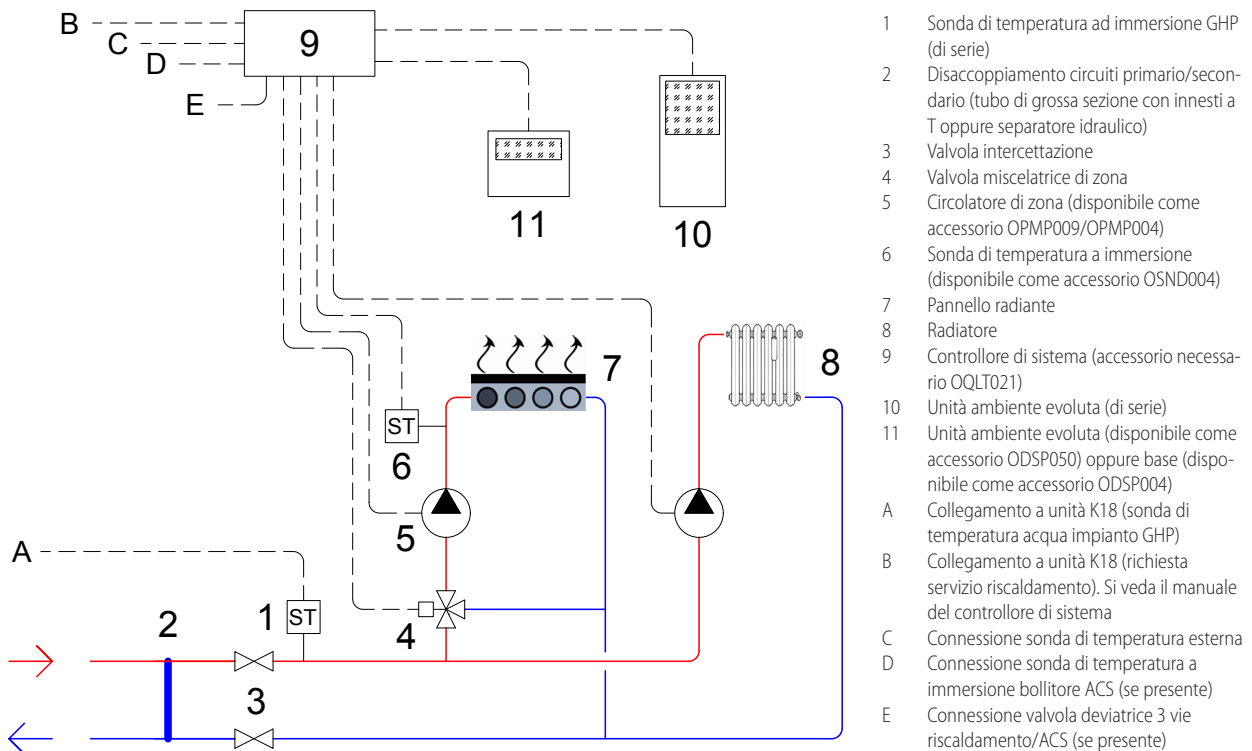 B
C
D
E
9
11
10
7
8
ST
6
5
A
1
ST
2
4
3
1 Sonda di temperatura ad immersione GHP
(di serie)
2 Disaccoppiamento circuiti primario/secon-
dario (tubo di grossa sezione con innesti a
T oppure separatore idraulico)
3 Valvola intercettazione
4 Valvola miscelatrice di zona
5 Circolatore di zona (disponibile come
accessorio OPMP009/OPMP004)
6 Sonda di temperatura a immersione
(disponibile come accessorio OSND004)
7 Pannello radiante
8 Radiatore
9 Controllore di sistema (accessorio necessa-
rio OQLT021)
10 Unità ambiente evoluta (di serie)
11 Unità ambiente evoluta (disponibile come
accessorio ODSP050) oppure base (dispo-
nibile come accessorio ODSP004)
A Collegamento a unità K18 (sonda di
temperatura acqua impianto GHP)
B Collegamento a unità K18 (richiesta
servizio riscaldamento). Si veda il manuale
del controllore di sistema
C Connessione sonda di temperatura esterna
D Connessione sonda di temperatura a
immersione bollitore ACS (se presente)
E Connessione valvola deviatrice 3 vie
riscaldamento/ACS (se presente)